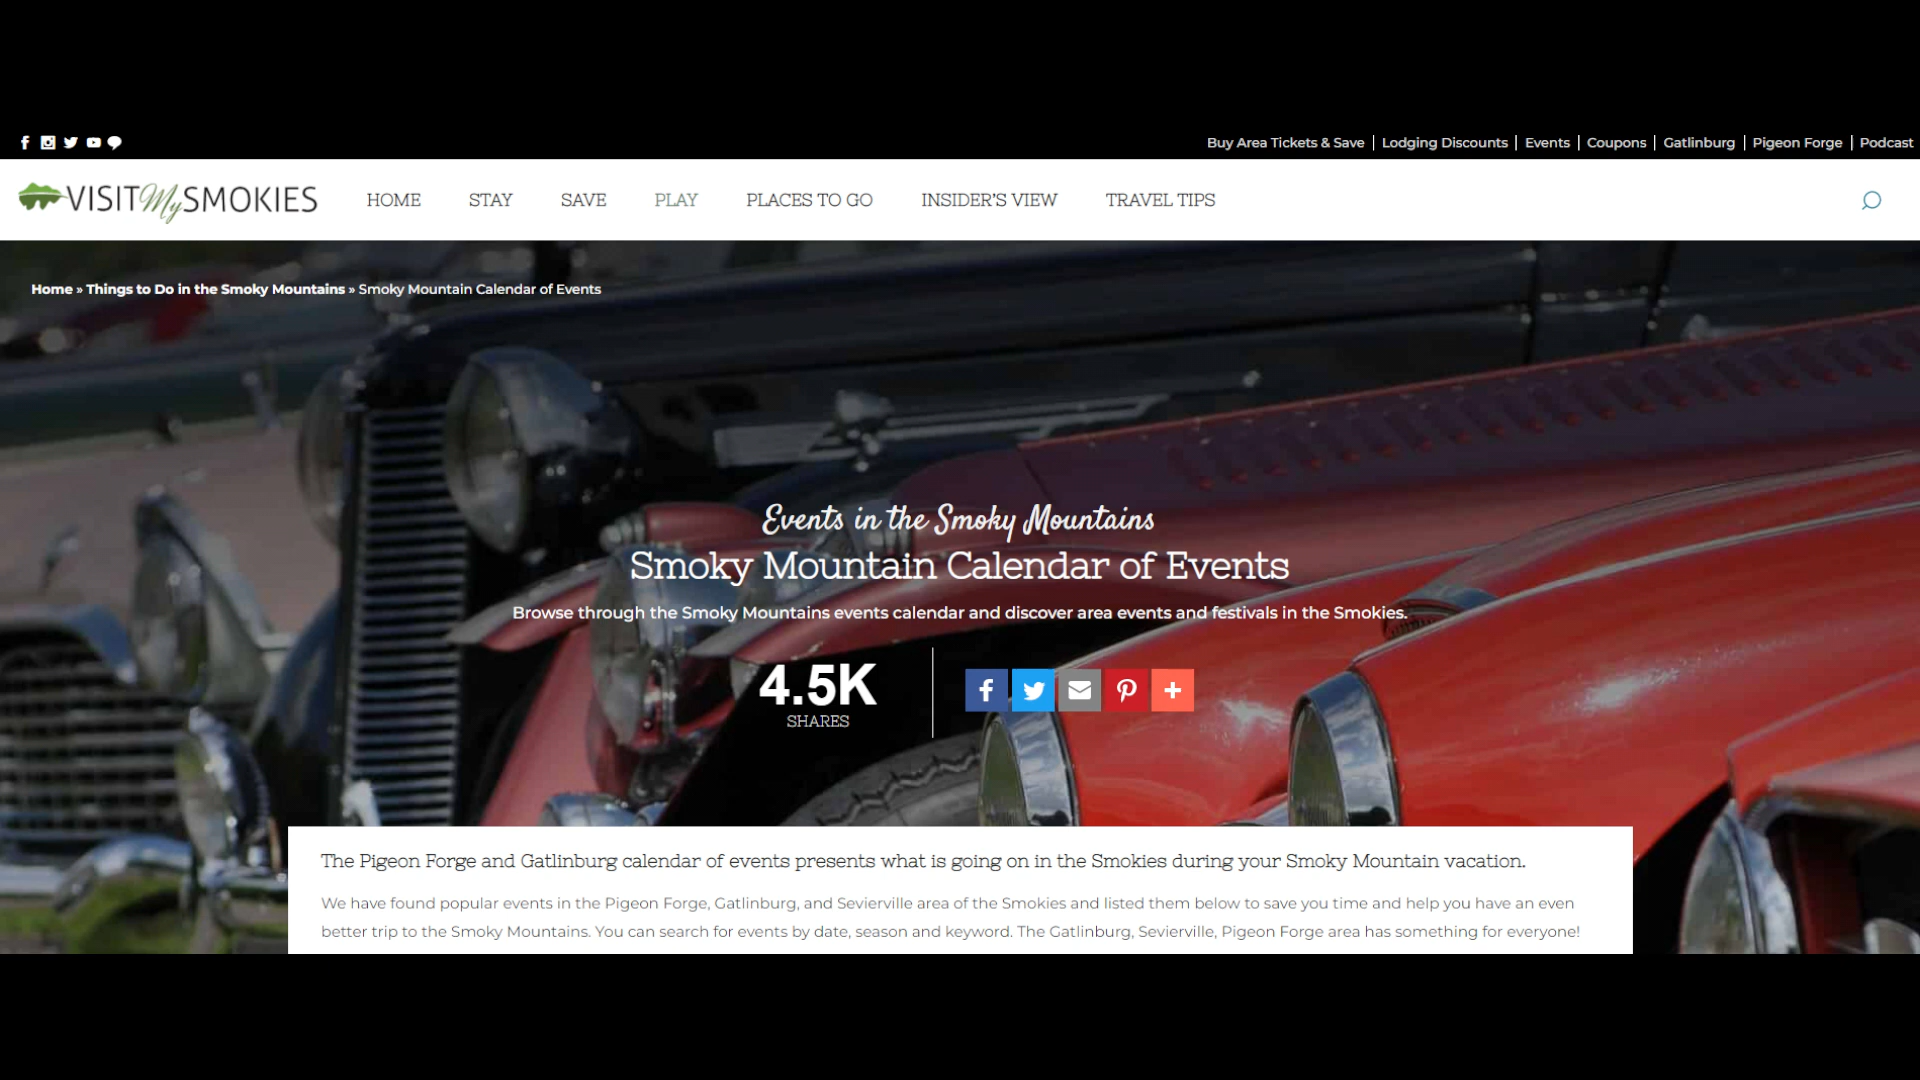 Buy Area Tickets & Save | Lodging Discounts | Events | Coupons | Gatlinburg | Pigeon Forge | Podcast
VISIT My SMOKIES HOME STAY SAVE PLAY PLACES TO GO INSIDER'S VIEW TRAVEL TIPS
Home » Things to Do in the Smoky Mountains » Smoky Mountain Calendar of Events
Events in the Smoky Mountains
Smoky Mountain Calendar of Events
Browse through the Smoky Mountains events calendar and discover area events and festivals in the Smokies.
4.5K
SHARES
The Pigeon Forge and Gatlinburg calendar of events presents what is going on in the Smokies during your Smoky Mountain vacation.
We have found popular events in the Pigeon Forge, Gatlinburg, and Sevierville area of the Smokies and listed them below to save you time and help you have an even
better trip to the Smoky Mountains. You can search for events by date, season and keyword. The Gatlinburg, Sevierville, Pigeon Forge area has something for everyone!